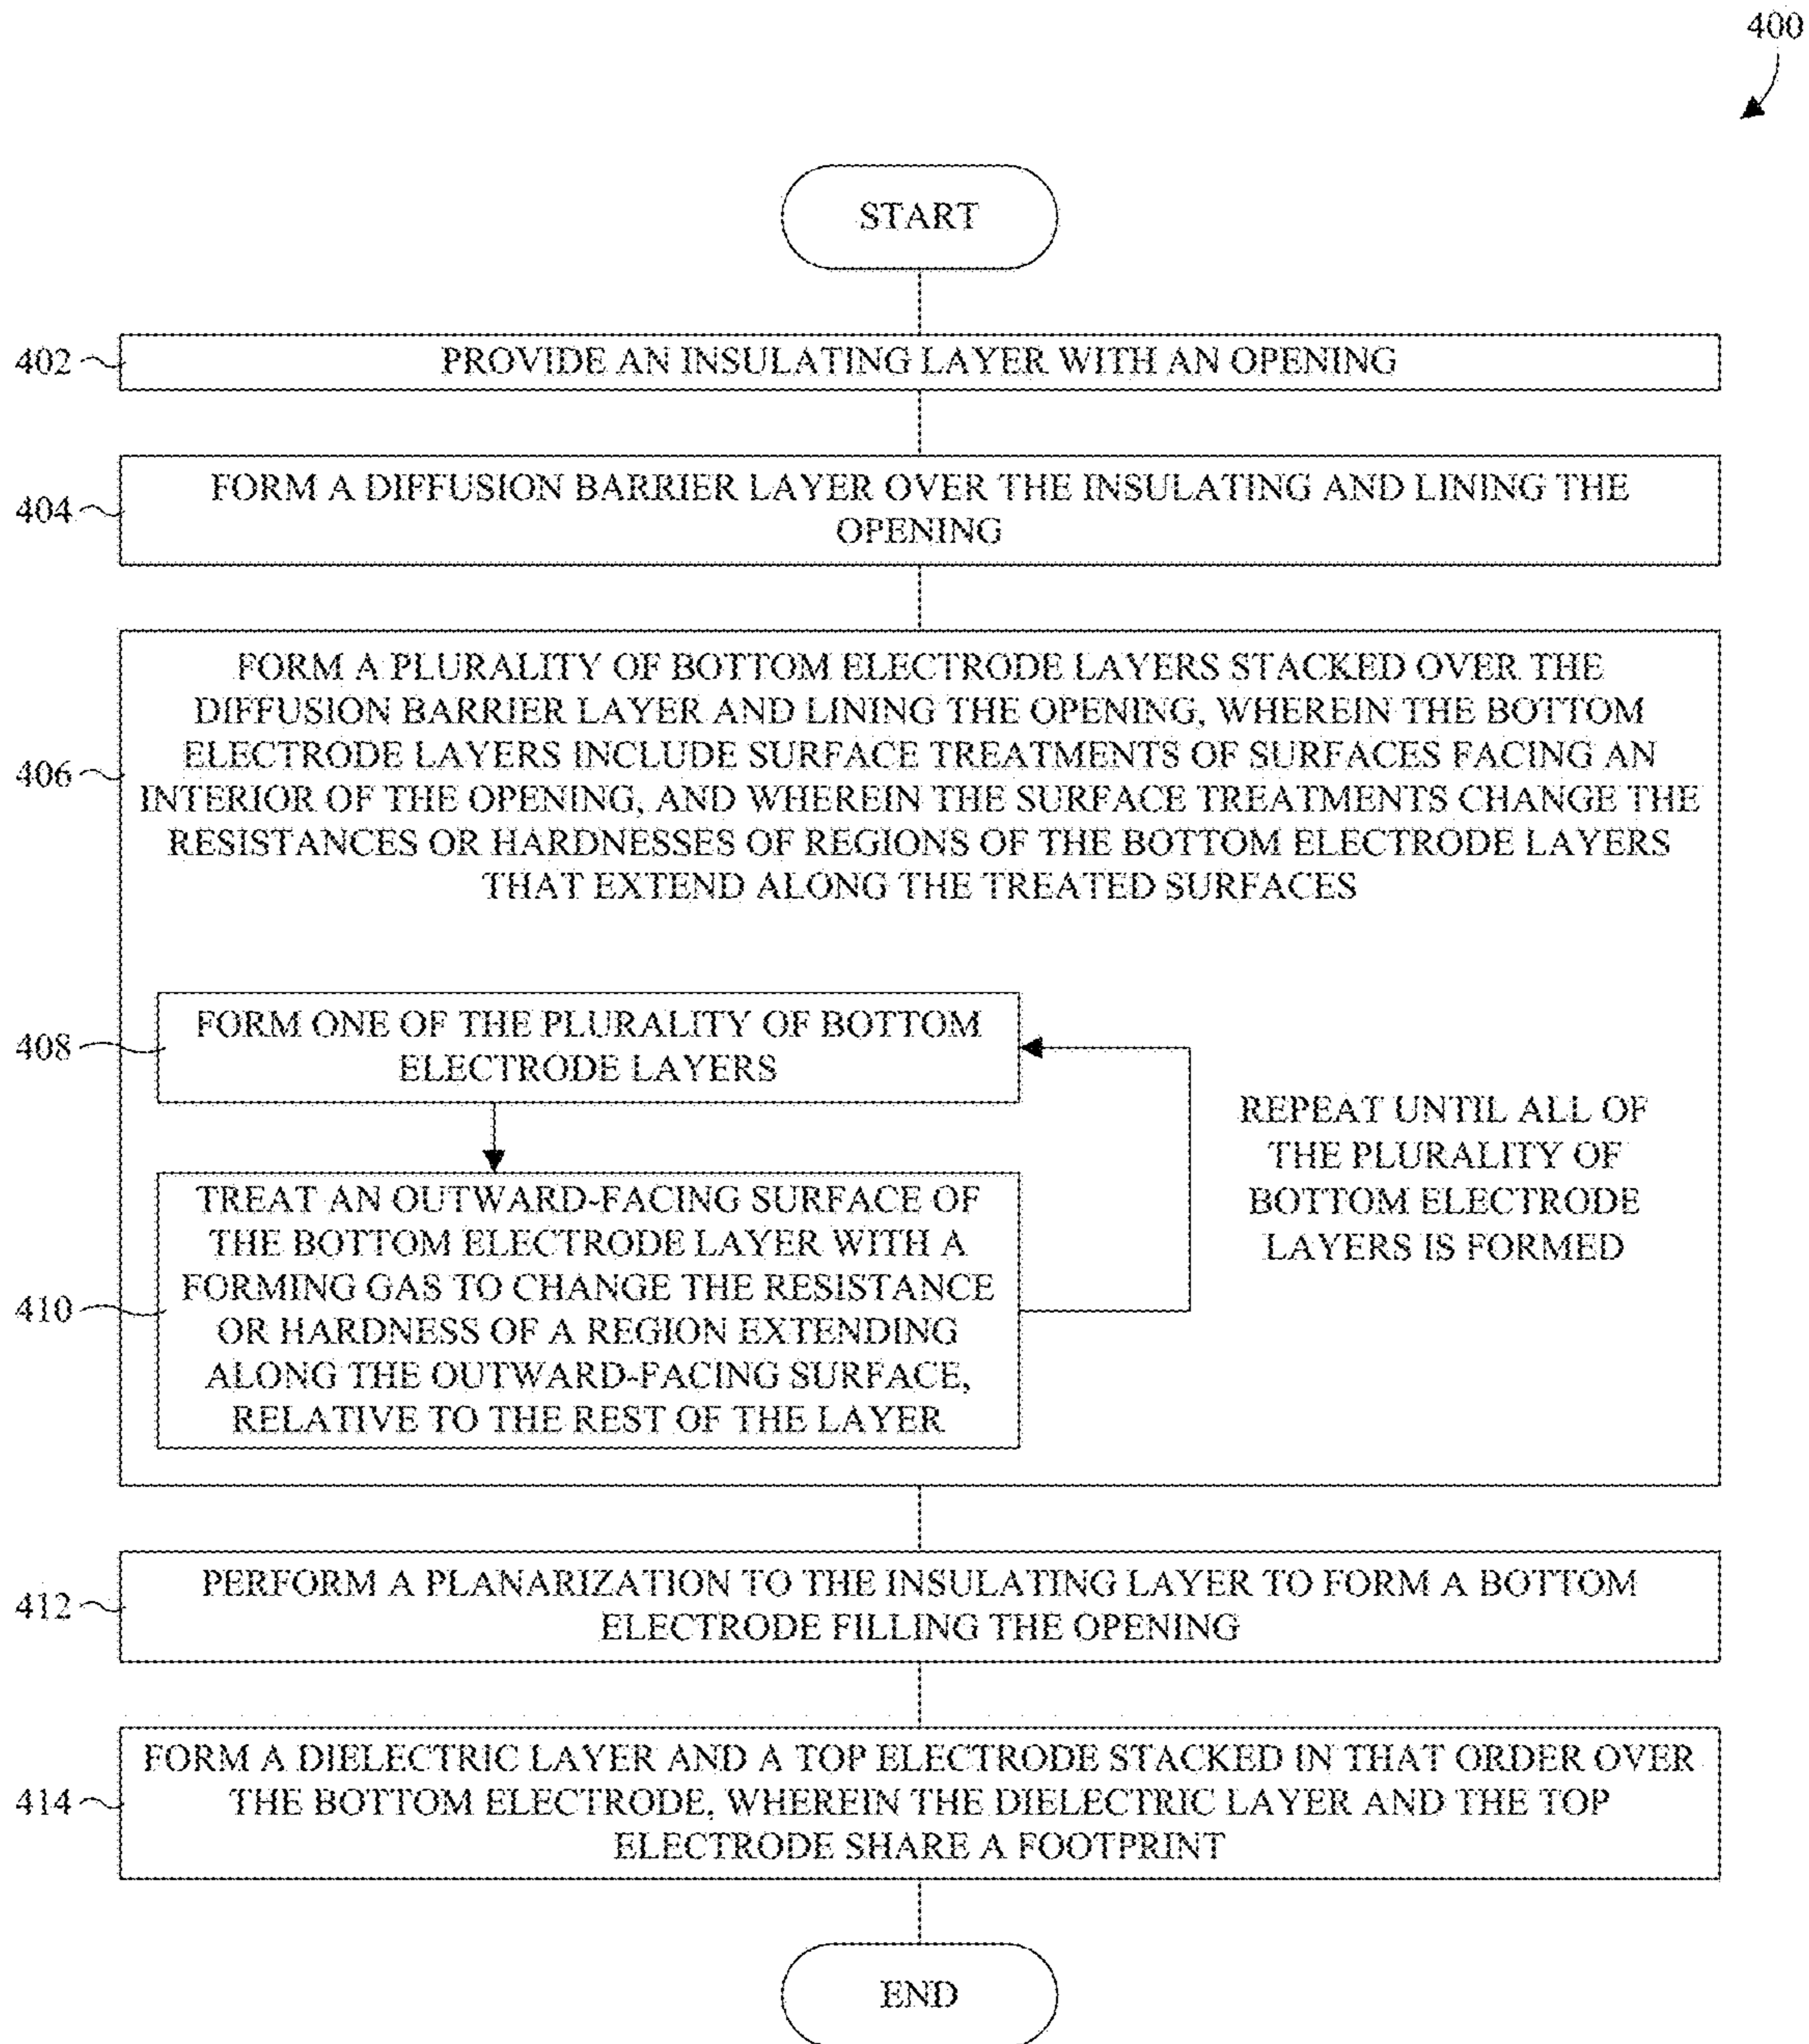 400
START
402
PROVIDE AN INSULATING LAYER WITH AN OPENING
404
FORM A DIFFUSION BARRIER LAYER OVER THE INSULATING AND LINING THE
OPENING
406
FORM A PLURALITY OF BOTTOM ELECTRODE LAYERS STACKED OVER THE
DIFFUSION BARRIER LAYER AND LINING THE OPENING, WHEREIN THE BOTTOM
ELECTRODE LAYERS INCLUDE SURFACE TREATMENTS OF SURFACES FACING AN
INTERIOR OF THE OPENING, AND WHEREIN THE SURFACE TREATMENTS CHANGE THE
RESISTANCES OR HARDNESSES OF REGIONS OF THE BOTTOM ELECTRODE LAYERS
THAT EXTEND ALONG THE TREATED SURFACES
408
FORM ONE OF THE PLURALITY OF BOTTOM
ELECTRODE LAYERS
410
TREAT AN OUTWARD-FACING SURFACE OF
THE BOTTOM ELECTRODE LAYER WITH A
FORMING GAS TO CHANGE THE RESISTANCE
OR HARDNESS OF A REGION EXTENDING
ALONG THE OUTWARD-FACING SURFACE,
RELATIVE TO THE REST OF THE LAYER
REPEAT UNTIL ALL OF
THE PLURALITY OF
BOTTOM ELECTRODE
LAYERS IS FORMED
412
PERFORM A PLANARIZATION TO THE INSULATING LAYER TO FORM A BOTTOM
ELECTRODE FILLING THE OPENING
414
FORM A DIELECTRIC LAYER AND A TOP ELECTRODE STACKED IN THAT ORDER OVER
THE BOTTOM ELECTRODE, WHEREIN THE DIELECTRIC LAYER AND THE TOP
ELECTRODE SHARE A FOOTPRINT
END